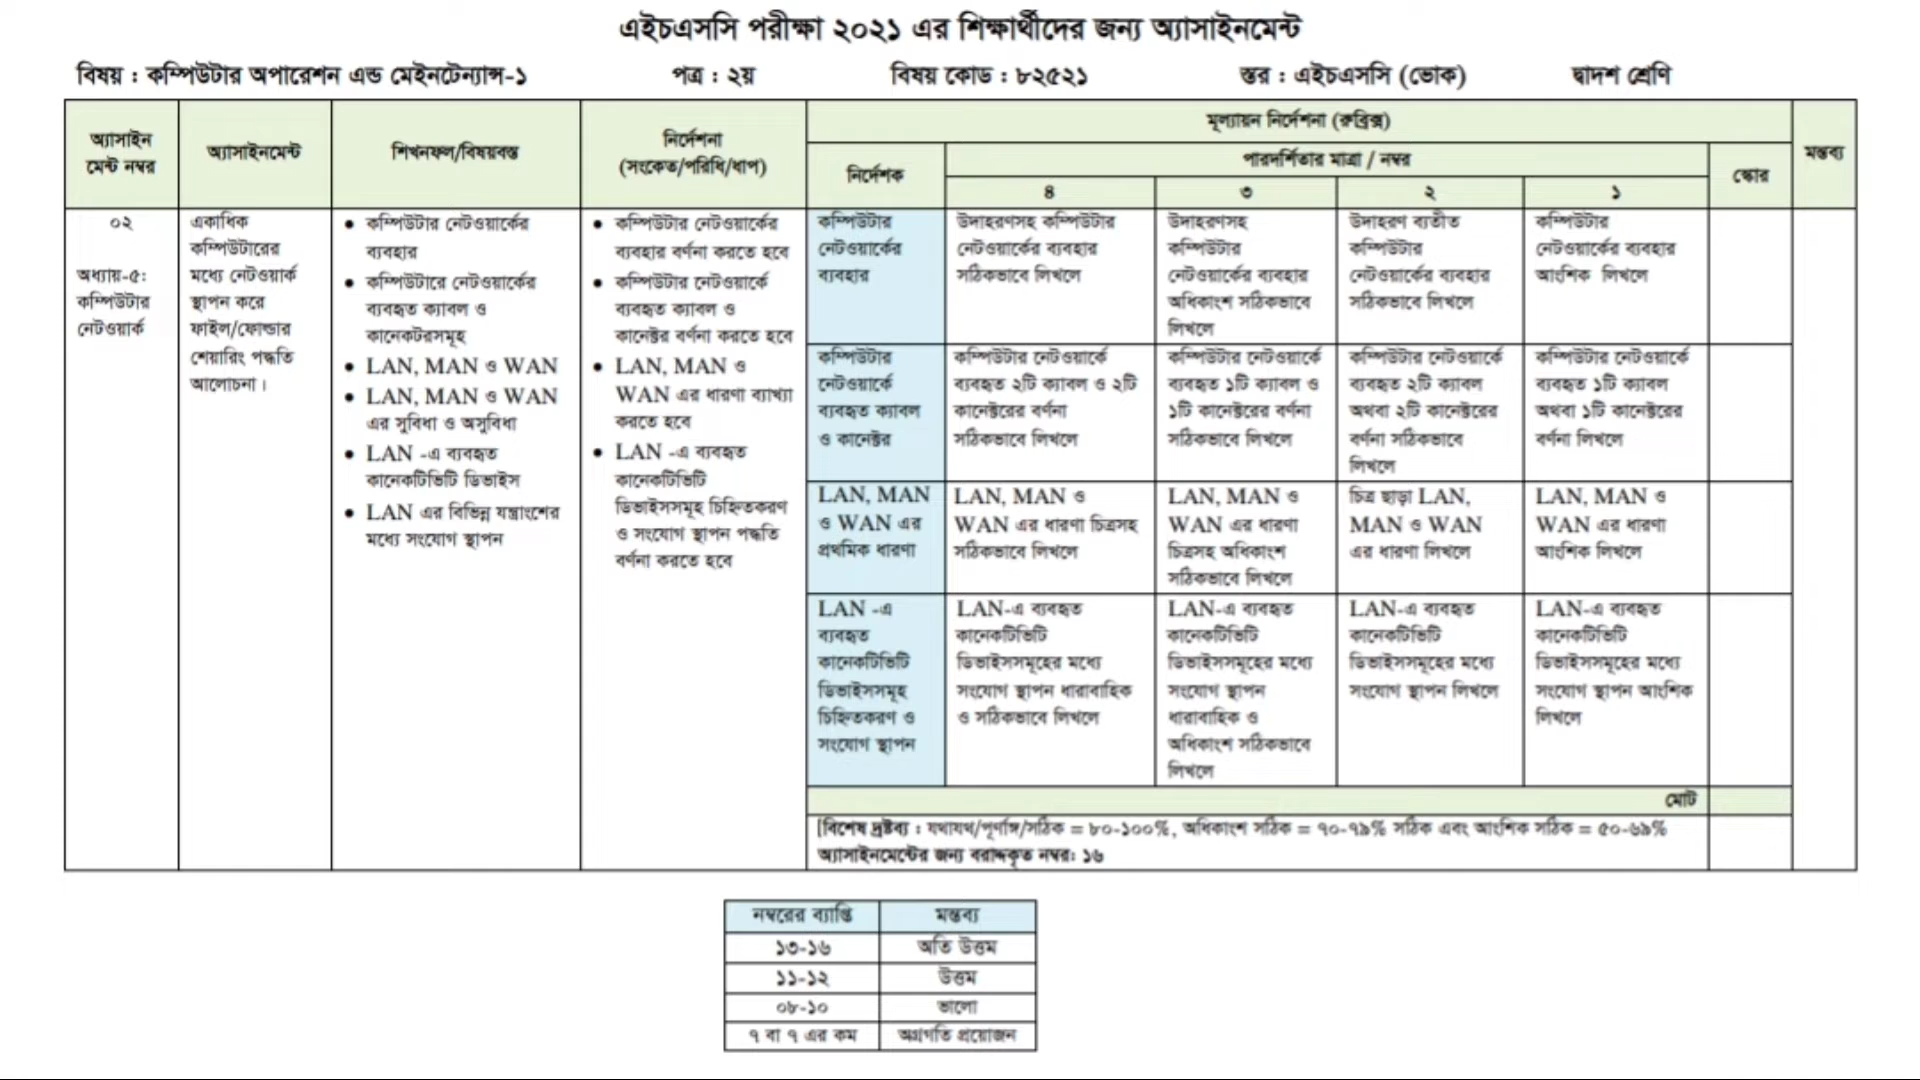 এইচএসসি পরীক্ষা ২০২১ এর শিক্ষার্থীদের জন্য অ্যাসাইনমেন্ট
বিষয় : কম্পিউটার অপারেশন এন্ড মেইনটেন্যান্স-১ পত্র : ২য় বিষয় কোড : ৮২৫২১ স্তর : এইচএসসি (ভোক) দ্বাদশ শ্রেণি
অ্যাসাইন
মেন্ট নম্বর
অ্যাসাইনমেন্ট
শিখনফল/বিষয়বস্তু
নির্দেশনা
(সংকেত/পরিধি/ধাপ)
মূল্যায়ন নির্দেশনা (রুব্রিক্স)
নির্দেশক
পারদর্শিতার মাত্রা / নম্বর
৪ ৩ ২ ১
স্কোর
মন্তব্য
০২
অধ্যায়-৫:
কম্পিউটার
নেটওয়ার্ক
একাধিক
কম্পিউটারের
মধ্যে নেটওয়ার্ক
স্থাপন করে
ফাইল/ফোল্ডার
শেয়ারিং পদ্ধতি
আলোচনা।
• কম্পিউটার নেটওয়ার্কের
ব্যবহার
• কম্পিউটারে নেটওয়ার্কের
ব্যবহৃত ক্যাবল ও
কানেকটরসমূহ
• LAN, MAN ও WAN
• LAN, MAN ও WAN
এর সুবিধা ও অসুবিধা
• LAN -এ ব্যবহৃত
কানেকটিভিটি ডিভাইস
• LAN এর বিভিন্ন যন্ত্রাংশের
মধ্যে সংযোগ স্থাপন
• কম্পিউটার নেটওয়ার্কের
ব্যবহার বর্ণনা করতে হবে
• কম্পিউটার নেটওয়ার্কে
ব্যবহৃত ক্যাবল ও
কানেক্টর বর্ণনা করতে হবে
• LAN, MAN ও
WAN এর ধারণা ব্যাখ্যা
করতে হবে
• LAN -এ ব্যবহৃত
কানেকটিভিটি
ডিভাইসসমূহ চিহ্নিতকরণ
ও সংযোগ স্থাপন পদ্ধতি
বর্ণনা করতে হবে
কম্পিউটার
নেটওয়ার্কের
ব্যবহার
উদাহরণসহ কম্পিউটার
নেটওয়ার্কের ব্যবহার
সঠিকভাবে লিখলে
উদাহরণসহ
কম্পিউটার
নেটওয়ার্কের ব্যবহার
অধিকাংশ সঠিকভাবে
লিখলে
উদাহরণ ব্যতীত
কম্পিউটার
নেটওয়ার্কের ব্যবহার
সঠিকভাবে লিখলে
কম্পিউটার
নেটওয়ার্কের ব্যবহার
আংশিক লিখলে
কম্পিউটার
নেটওয়ার্কে
ব্যবহৃত ক্যাবল
ও কানেক্টর
কম্পিউটার নেটওয়ার্কে
ব্যবহৃত ২টি ক্যাবল ও ২টি
কানেক্টরের বর্ণনা
সঠিকভাবে লিখলে
কম্পিউটার নেটওয়ার্কে
ব্যবহৃত ১টি ক্যাবল ও
১টি কানেক্টরের বর্ণনা
সঠিকভাবে লিখলে
কম্পিউটার নেটওয়ার্কে
ব্যবহৃত ২টি ক্যাবল
অথবা ২টি কানেক্টরের
বর্ণনা সঠিকভাবে
লিখলে
কম্পিউটার নেটওয়ার্কে
ব্যবহৃত ১টি ক্যাবল
অথবা ১টি কানেক্টরের
বর্ণনা লিখলে
LAN, MAN
ও WAN এর
প্রথমিক ধারণা
LAN, MAN ও
WAN এর ধারণা চিত্রসহ
সঠিকভাবে লিখলে
LAN, MAN ও
WAN এর ধারণা
চিত্রসহ অধিকাংশ
সঠিকভাবে লিখলে
চিত্র ছাড়া LAN,
MAN ও WAN
এর ধারণা লিখলে
LAN, MAN ও
WAN এর ধারণা
আংশিক লিখলে
LAN -এ
ব্যবহৃত
কানেকটিভিটি
ডিভাইসসমূহ
চিহ্নিতকরণ ও
সংযোগ স্থাপন
LAN-এ ব্যবহৃত
কানেকটিভিটি
ডিভাইসসমূহের মধ্যে
সংযোগ স্থাপন ধারাবাহিক
ও সঠিকভাবে লিখলে
LAN-এ ব্যবহৃত
কানেকটিভিটি
ডিভাইসসমূহের মধ্যে
সংযোগ স্থাপন
ধারাবাহিক ও
অধিকাংশ সঠিকভাবে
লিখলে
LAN-এ ব্যবহৃত
কানেকটিভিটি
ডিভাইসসমূহের মধ্যে
সংযোগ স্থাপন লিখলে
LAN-এ ব্যবহৃত
কানেকটিভিটি
ডিভাইসসমূহের মধ্যে
সংযোগ স্থাপন আংশিক
লিখলে
মোট
[বিশেষ দ্রষ্টব্য : যথাযথ/পূর্ণাঙ্গ/সঠিক = ৮০-১০০%, অধিকাংশ সঠিক = ৭০-৭৯% সঠিক এবং আংশিক সঠিক = ৫০-৬৯%
অ্যাসাইনমেন্টের জন্য বরাদ্দকৃত নম্বর: ১৬
নম্বরের ব্যাপ্তি মন্তব্য
১৩-১৬ অতি উত্তম
১১-১২ উত্তম
০৮-১০ ভালো
৭ বা ৭ এর কম অগ্রগতি প্রয়োজন